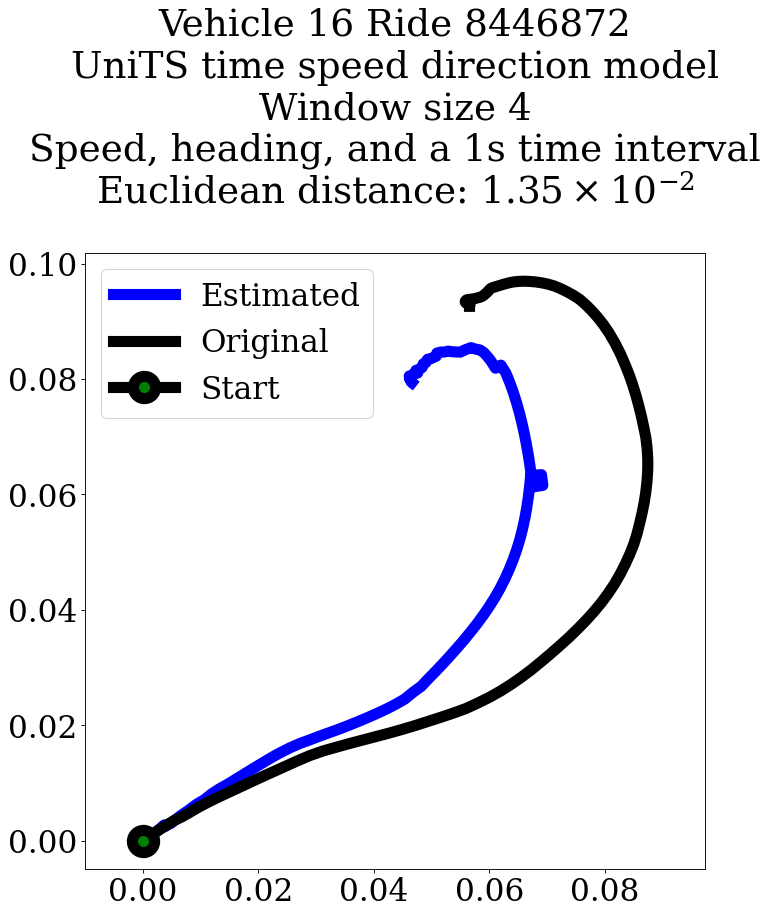 Vehicle 16 Ride 8446872
UniTS time speed direction model
Window size 4
Speed, heading, and a 1s time interval
Euclidean distance: 1.35 × 10⁻²
Estimated
Original
Start
0.10
0.08
0.06
0.04
0.02
0.00
0.00 0.02 0.04 0.06 0.08